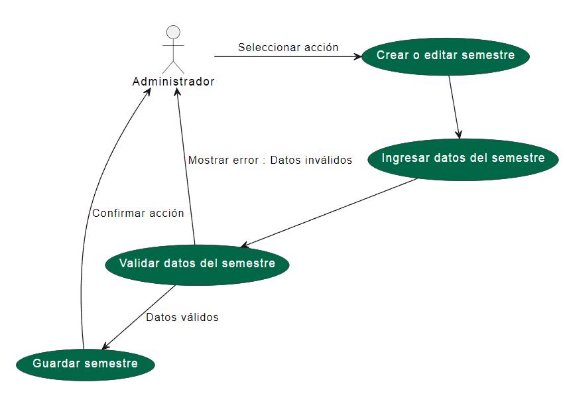 Seleccionar acción
Crear o editar semestre
Administrador
Ingresar datos del semestre
Mostrar error : Datos inválidos
Confirmar acción
Validar datos del semestre
Datos válidos
Guardar semestre